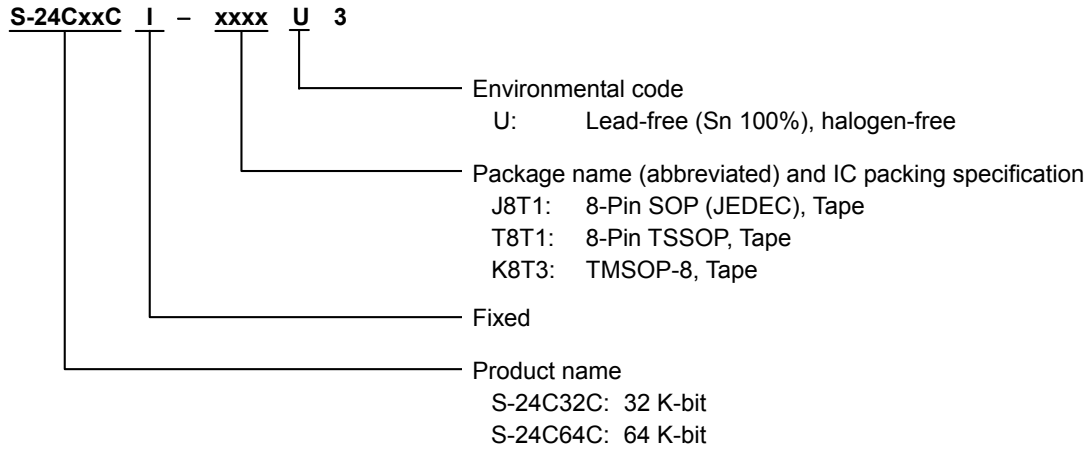 S-24CxxC I – xxxx U 3
Environmental code
U: Lead-free (Sn 100%), halogen-free
Package name (abbreviated) and IC packing specification
J8T1: 8-Pin SOP (JEDEC), Tape
T8T1: 8-Pin TSSOP, Tape
K8T3: TMSOP-8, Tape
Fixed
Product name
S-24C32C: 32 K-bit
S-24C64C: 64 K-bit